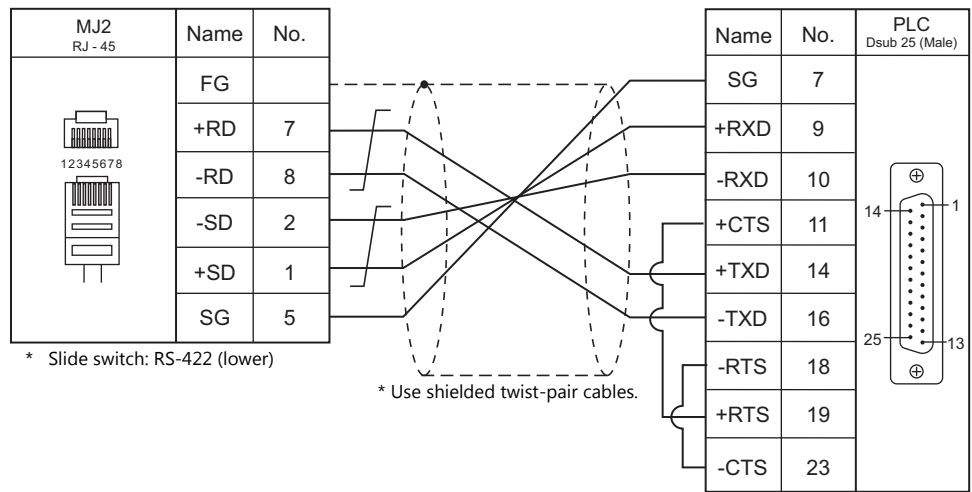 MJ2 Name No.
RJ - 45
FG
+RD 7
12345678
-RD 8
-SD 2
+SD 1
SG 5
* Slide switch: RS-422 (lower)
* Use shielded twist-pair cables.
Name No. PLC
Dsub 25 (Male)
SG 7
+RXD 9
-RXD 10
+CTS 11
+TXD 14
-TXD 16
-RTS 18
+RTS 19
-CTS 23
14 1
25 13